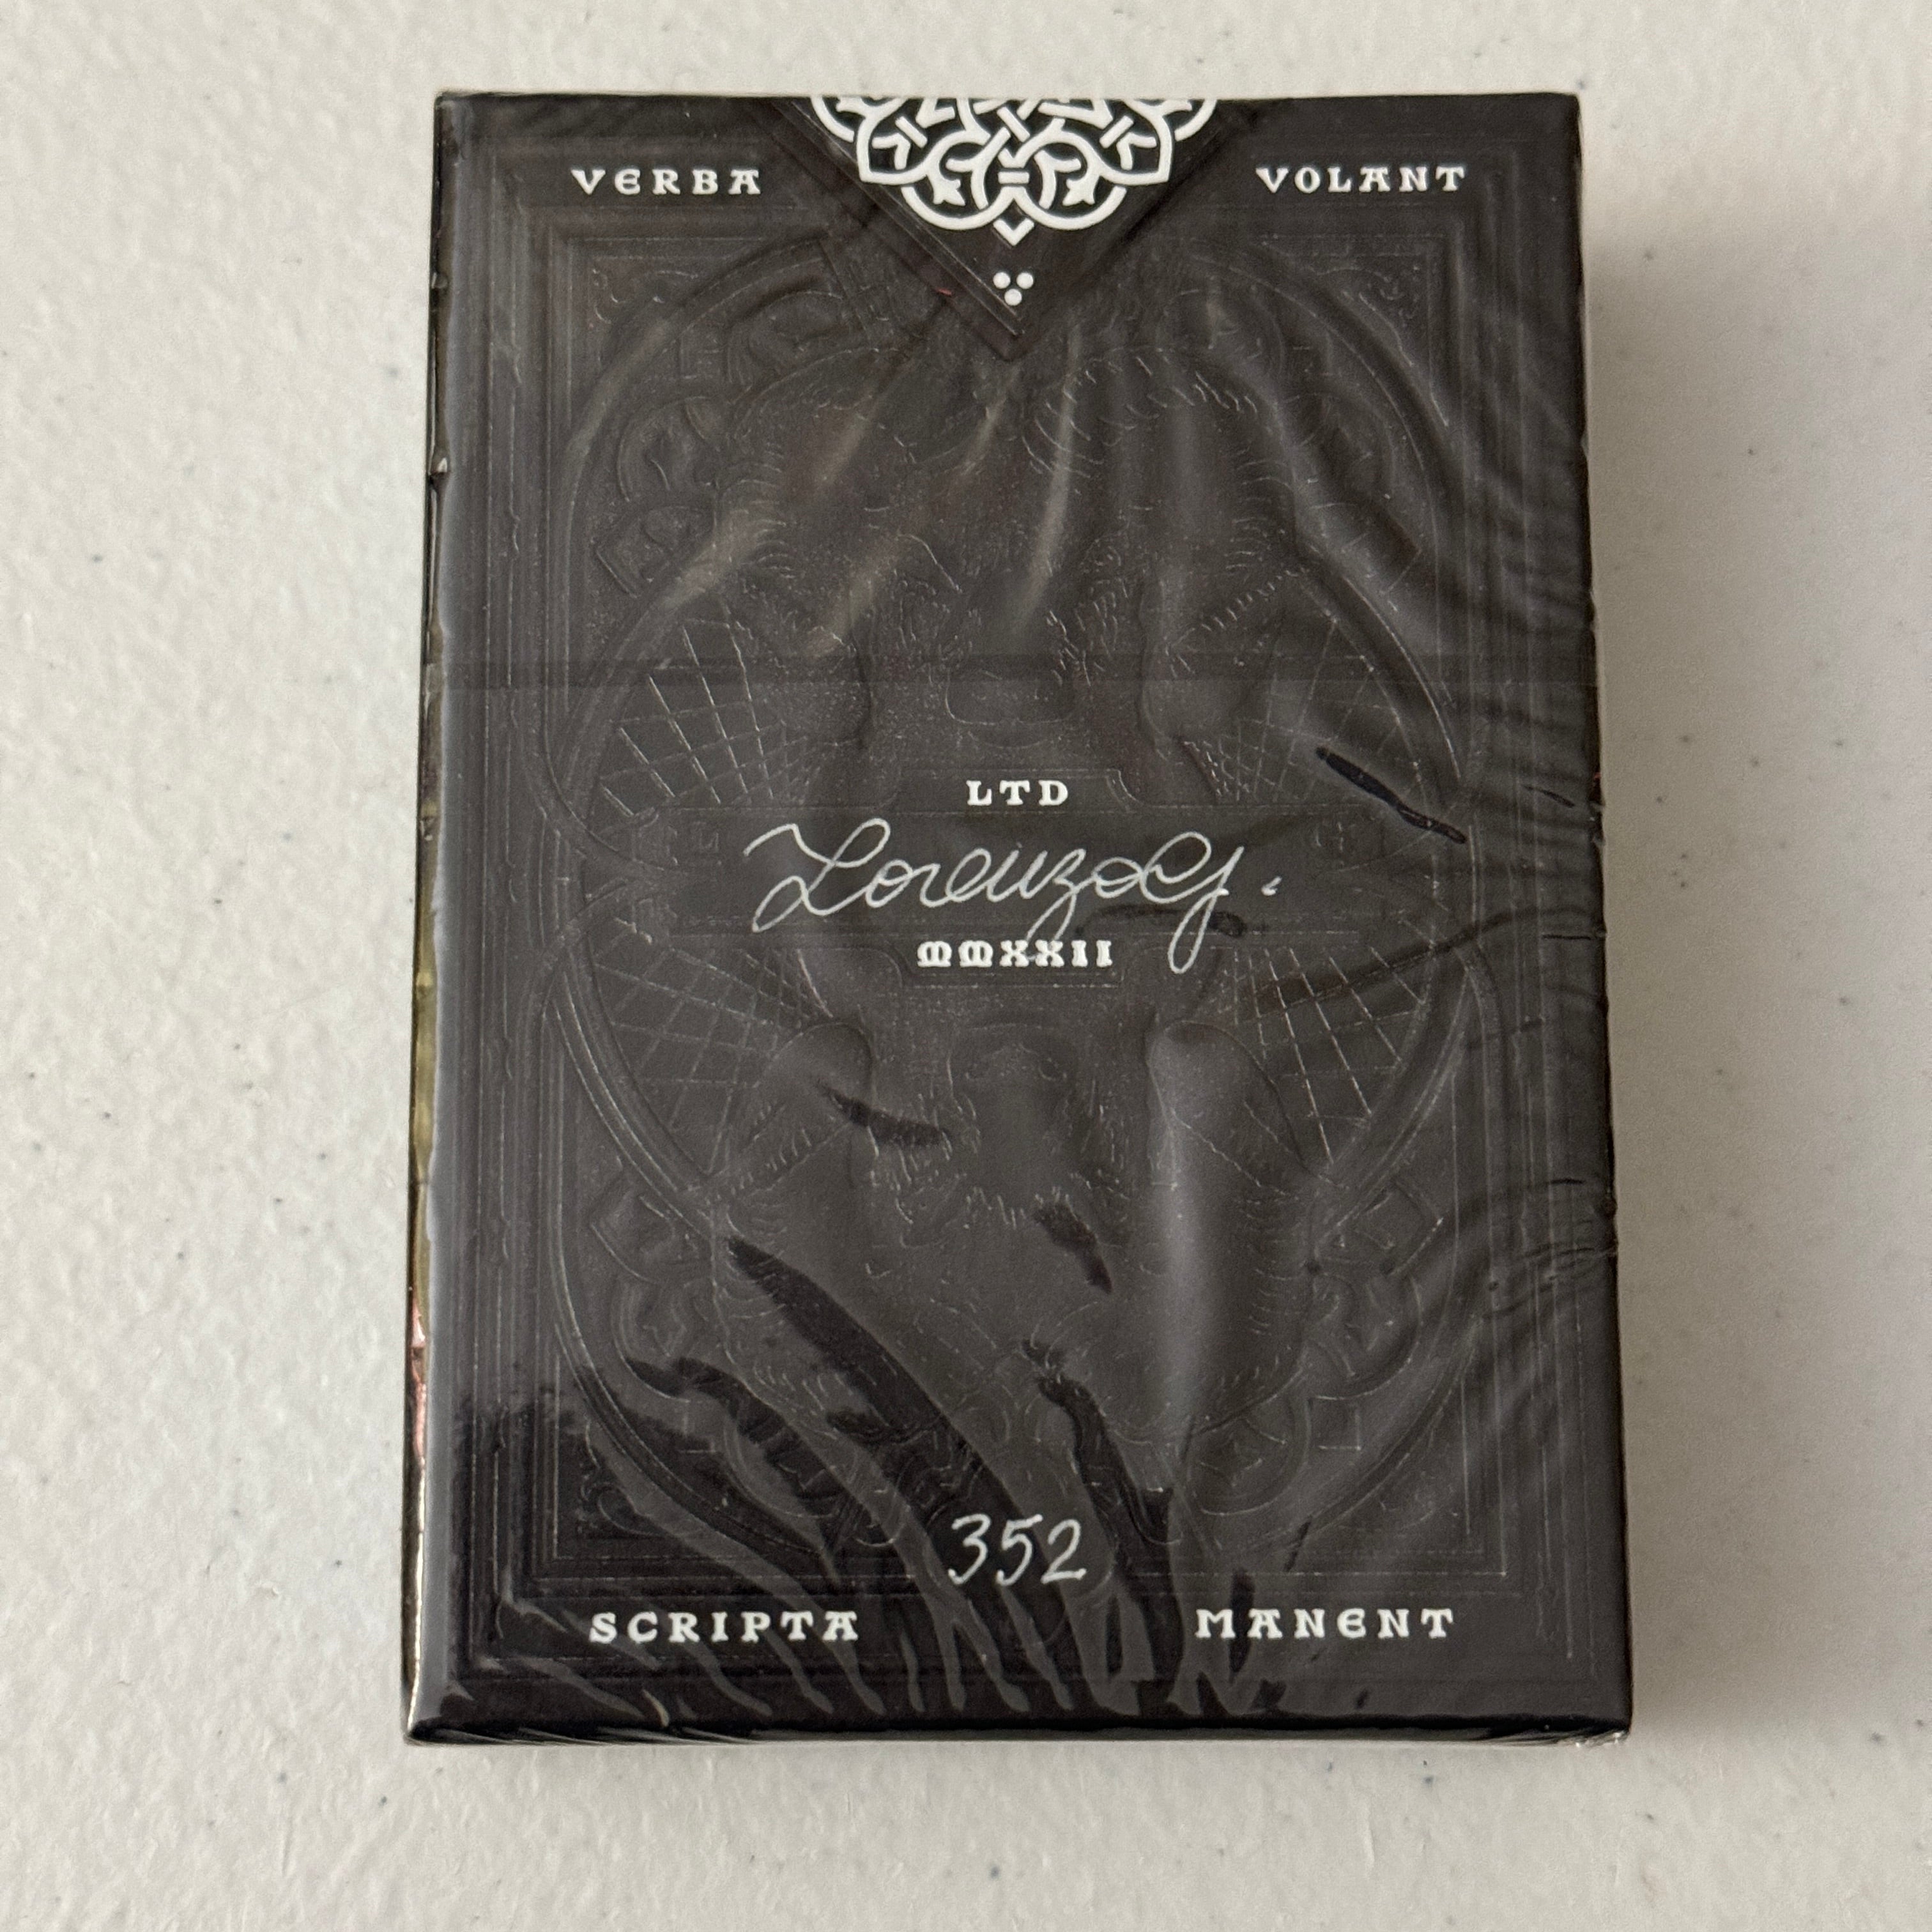 VERBA VOLANT
LTD
LorenzoG.
MMXXII
352
SCRIPTA MANENT